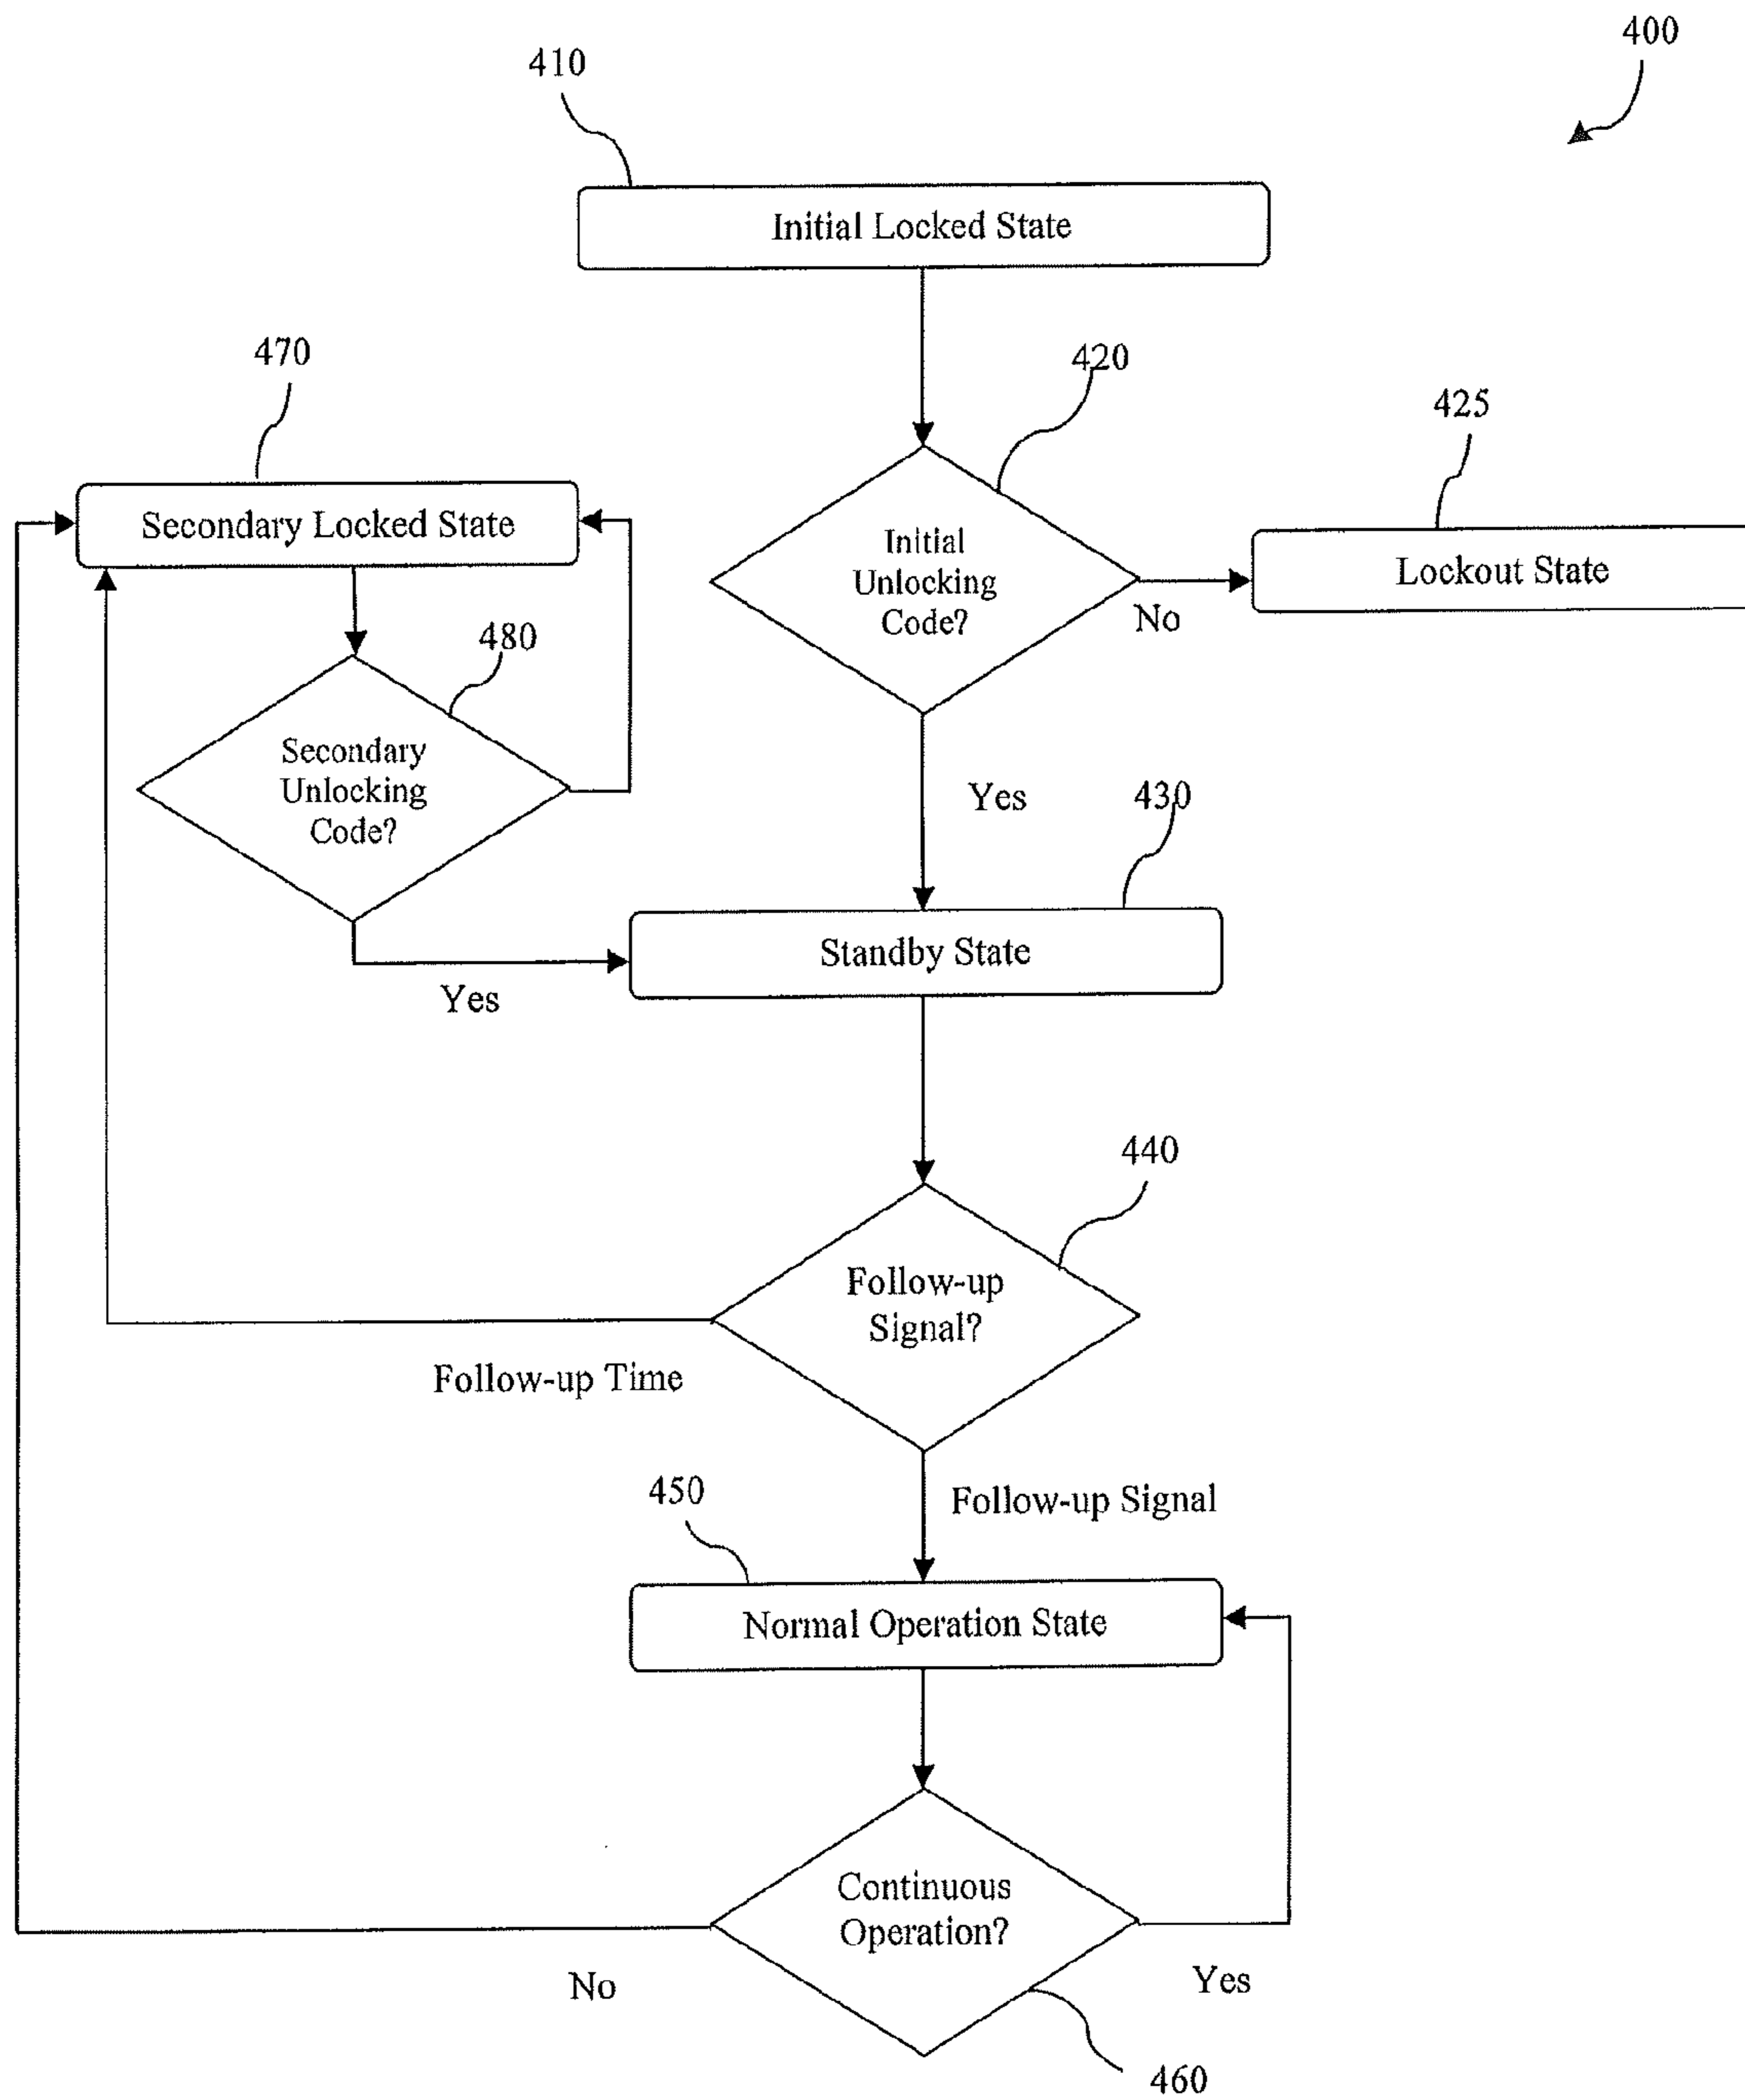 400
410
Initial Locked State
470
420
425
Secondary Locked State
Initial
Unlocking
Code?
Lockout State
No
480
Secondary
Unlocking
Code?
Yes
430
Standby State
Yes
440
Follow-up
Signal?
Follow-up Time
450
Follow-up Signal
Normal Operation State
Continuous
Operation?
No
Yes
460